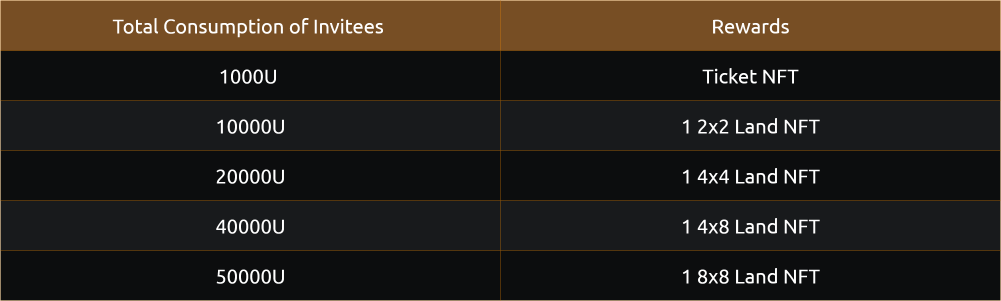 Total Consumption of Invitees Rewards
1000U Ticket NFT
10000U 1 2x2 Land NFT
20000U 1 4x4 Land NFT
40000U 1 4x8 Land NFT
50000U 1 8x8 Land NFT